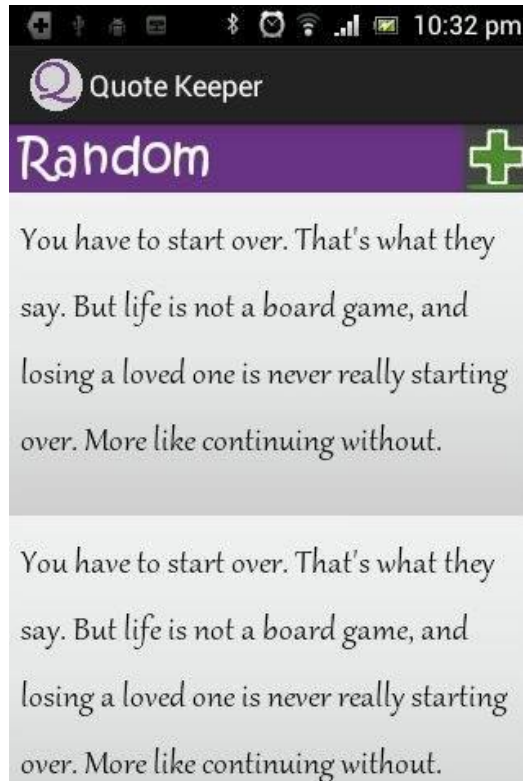 10:32 pm
Quote Keeper
Random
You have to start over. That's what they
say. But life is not a board game, and
losing a loved one is never really starting
over. More like continuing without.
You have to start over. That's what they
say. But life is not a board game, and
losing a loved one is never really starting
over. More like continuing without.